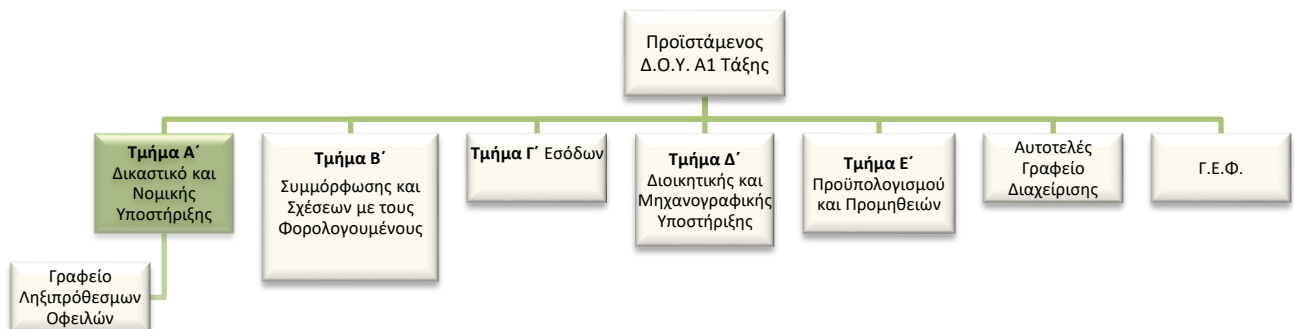 Προϊστάμενος
Δ.Ο.Υ. Α1 Τάξης
Τμήμα Α΄
Δικαστικό και
Νομικής
Υποστήριξης
Τμήμα Β΄
Συμμόρφωσης και
Σχέσεων με τους
Φορολογουμένους
Τμήμα Γ΄ Εσόδων
Τμήμα Δ΄
Διοικητικής και
Μηχανογραφικής
Υποστήριξης
Τμήμα Ε΄
Προϋπολογισμού
και Προμηθειών
Αυτοτελές
Γραφείο
Διαχείρισης
Γ.Ε.Φ.
Γραφείο
Ληξιπρόθεσμων
Οφειλών